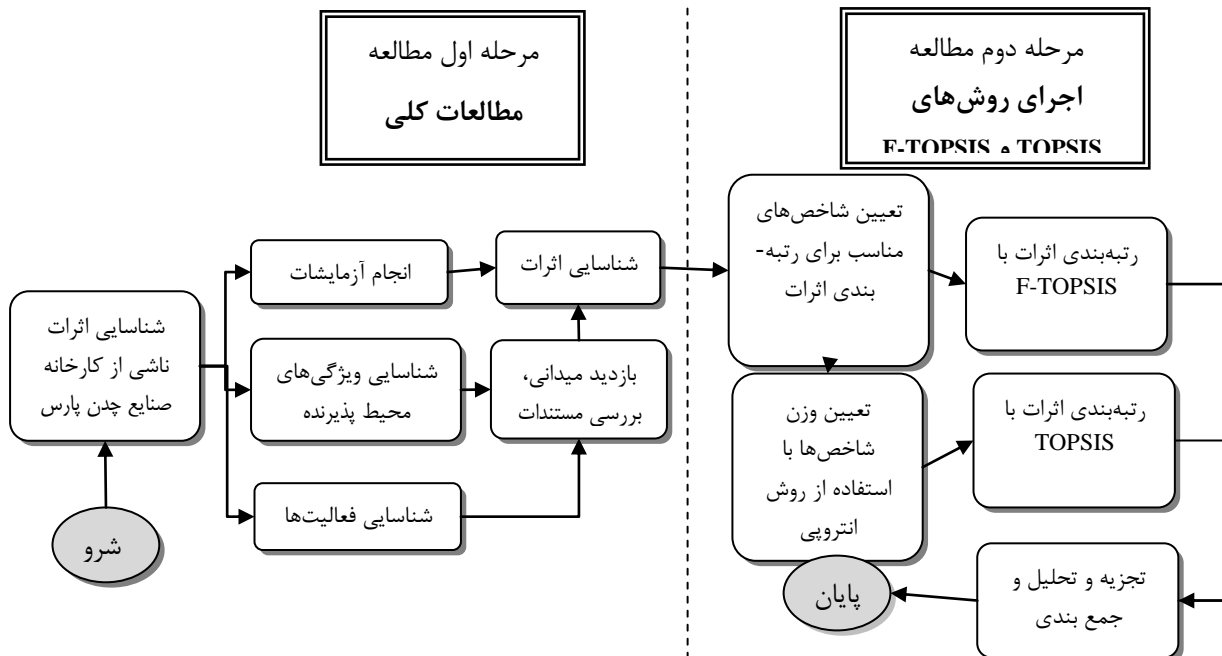 مرحله اول مطالعه
مطالعات کلی
مرحله دوم مطالعه
اجرای روش‌های
F-TOPSIS و TOPSIS
شرو
شناسایی اثرات
ناشی از کارخانه
صنایع چدن پارس
انجام آزمایشات
شناسایی ویژگی‌های
محیط پذیرنده
شناسایی فعالیت‌ها
شناسایی اثرات
بازدید میدانی،
بررسی مستندات
تعیین شاخص‌های
مناسب برای رتبه-
بندی اثرات
تعیین وزن
شاخص‌ها با
استفاده از روش
انتروپی
رتبه‌بندی اثرات با
F-TOPSIS
رتبه‌بندی اثرات با
TOPSIS
تجزیه و تحلیل و
جمع بندی
پایان